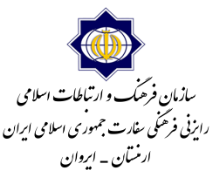 سازمان فرهنگ و ارتباطات اسلامی
رایزنی فرهنگی سفارت جمهوری اسلامی ایران
ارمنستان - ایروان